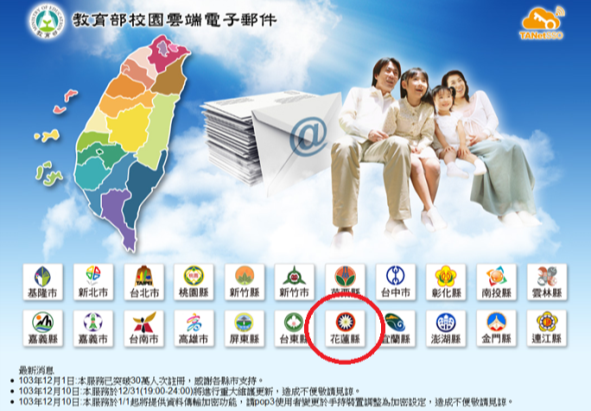 教育部校園雲端電子郵件
TANet
@
TAIPEI
基隆市 新北市 台北市 桃園縣 新竹縣 新竹市 台中市 彰化縣 南投縣 雲林縣
嘉義縣 嘉義市 台南市 高雄市 屏東縣 台東縣 花蓮縣 宜蘭縣 澎湖縣 金門縣 連江縣
最新消息
103年12月1日:本服務已突破30萬人次註冊，感謝各縣市支持。
103年12月10日:本服務於12/31(19:00-24:00)將進行重大維護更新，造成不便敬請見諒。
103年12月10日:本服務於1/1起所提供資料傳輸加密功能，請pop3使用者變更於手持裝置調整為加密設定，造成不便敬請見諒。